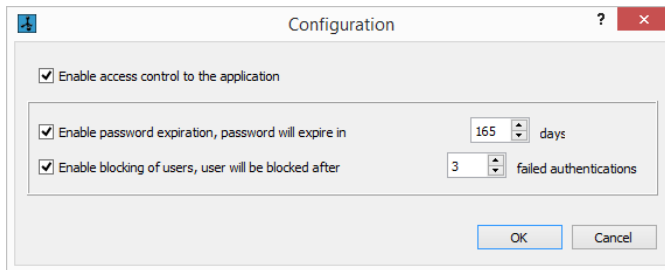 Configuration
?
Enable access control to the application
Enable password expiration, password will expire in 165 days
Enable blocking of users, user will be blocked after 3 failed authentications
OK Cancel